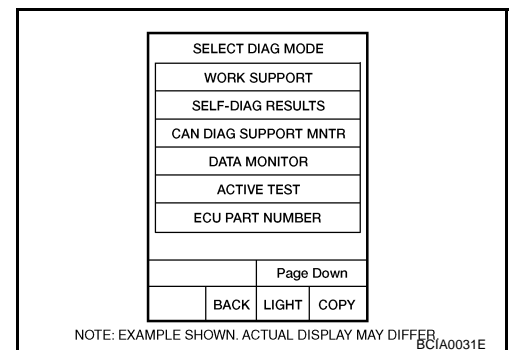 SELECT DIAG MODE
WORK SUPPORT
SELF-DIAG RESULTS
CAN DIAG SUPPORT MNTR
DATA MONITOR
ACTIVE TEST
ECU PART NUMBER
Page Down
BACK LIGHT COPY
NOTE: EXAMPLE SHOWN. ACTUAL DISPLAY MAY DIFFER.
BCIA0031E